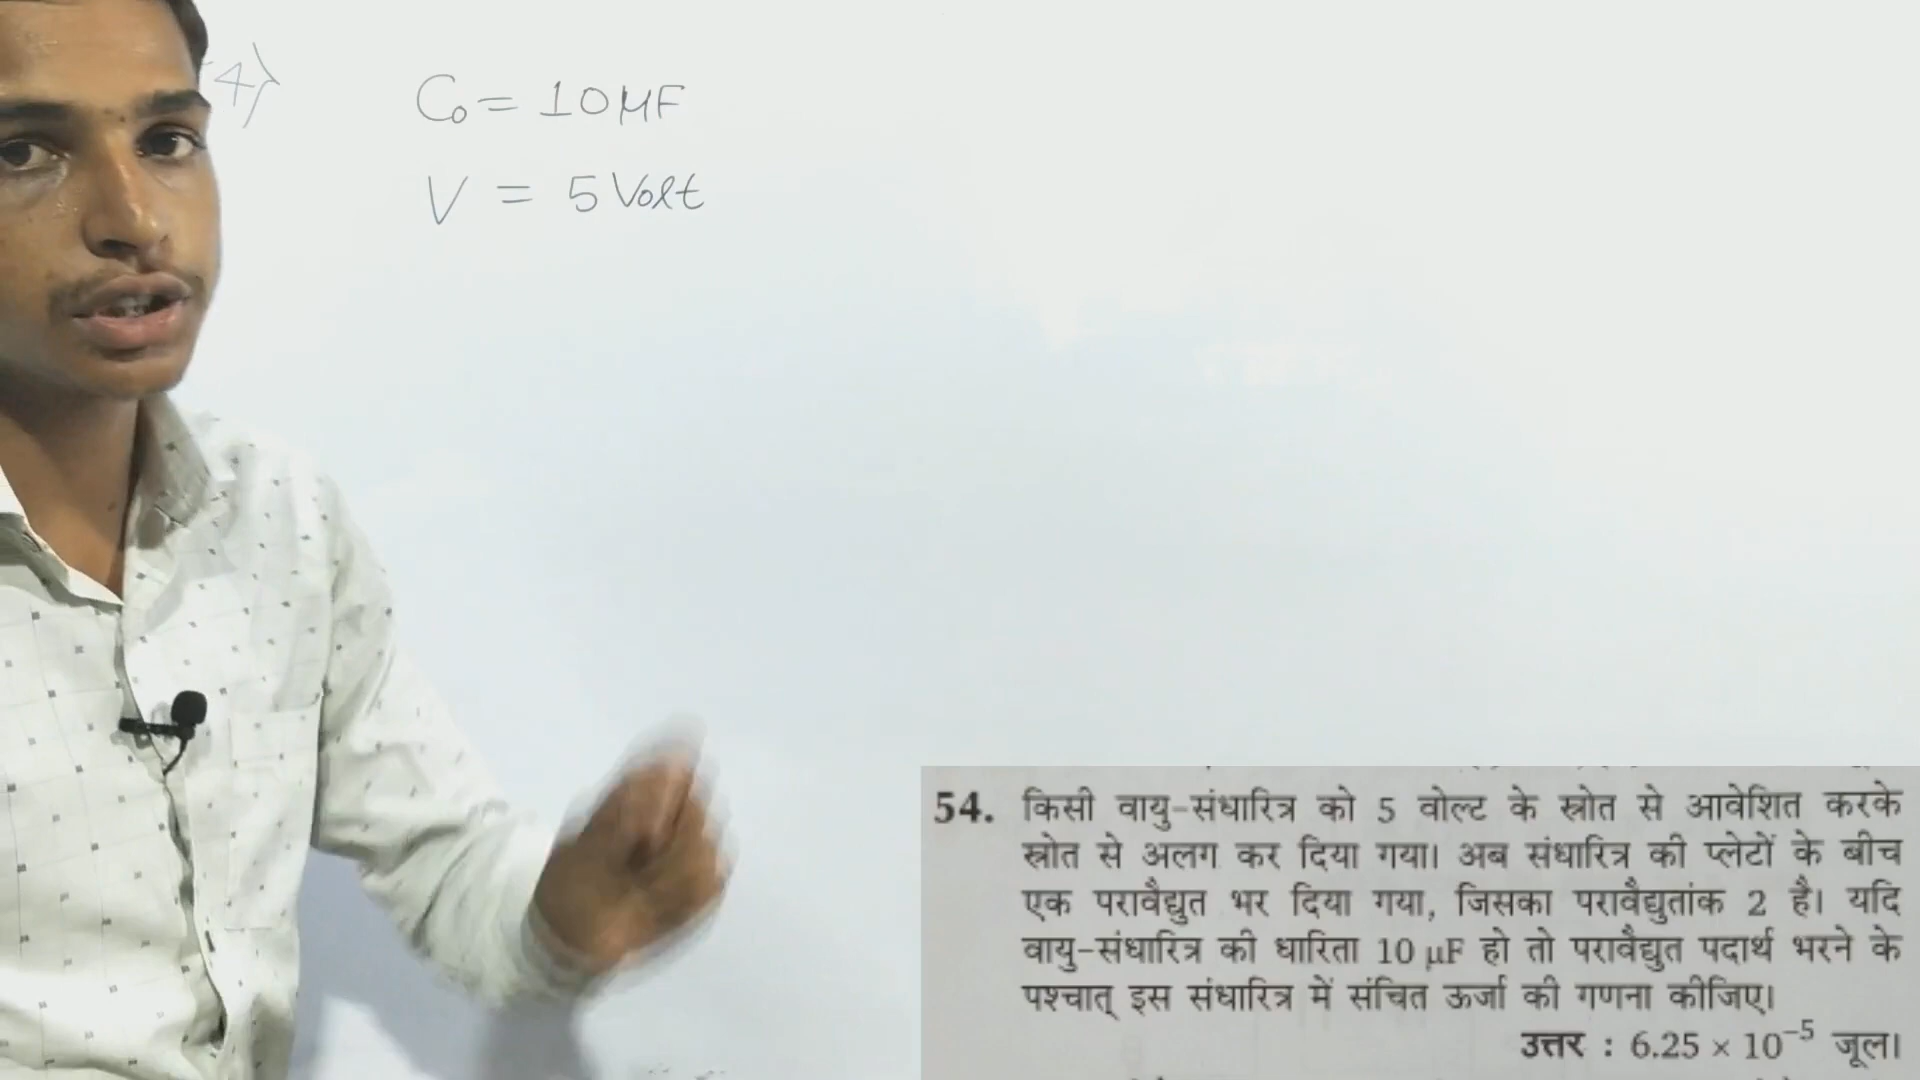 4)
C₀ = 10 μF
V = 5 Volt
54. किसी वायु-संधारित्र को 5 वोल्ट के स्रोत से आवेशित करके
स्रोत से अलग कर दिया गया। अब संधारित्र की प्लेटों के बीच
एक परावैद्युत भर दिया गया, जिसका परावैद्युतांक 2 है। यदि
वायु-संधारित्र की धारिता 10 μF हो तो परावैद्युत पदार्थ भरने के
पश्चात् इस संधारित्र में संचित ऊर्जा की गणना कीजिए।
उत्तर : 6.25 × 10⁻⁵ जूल।